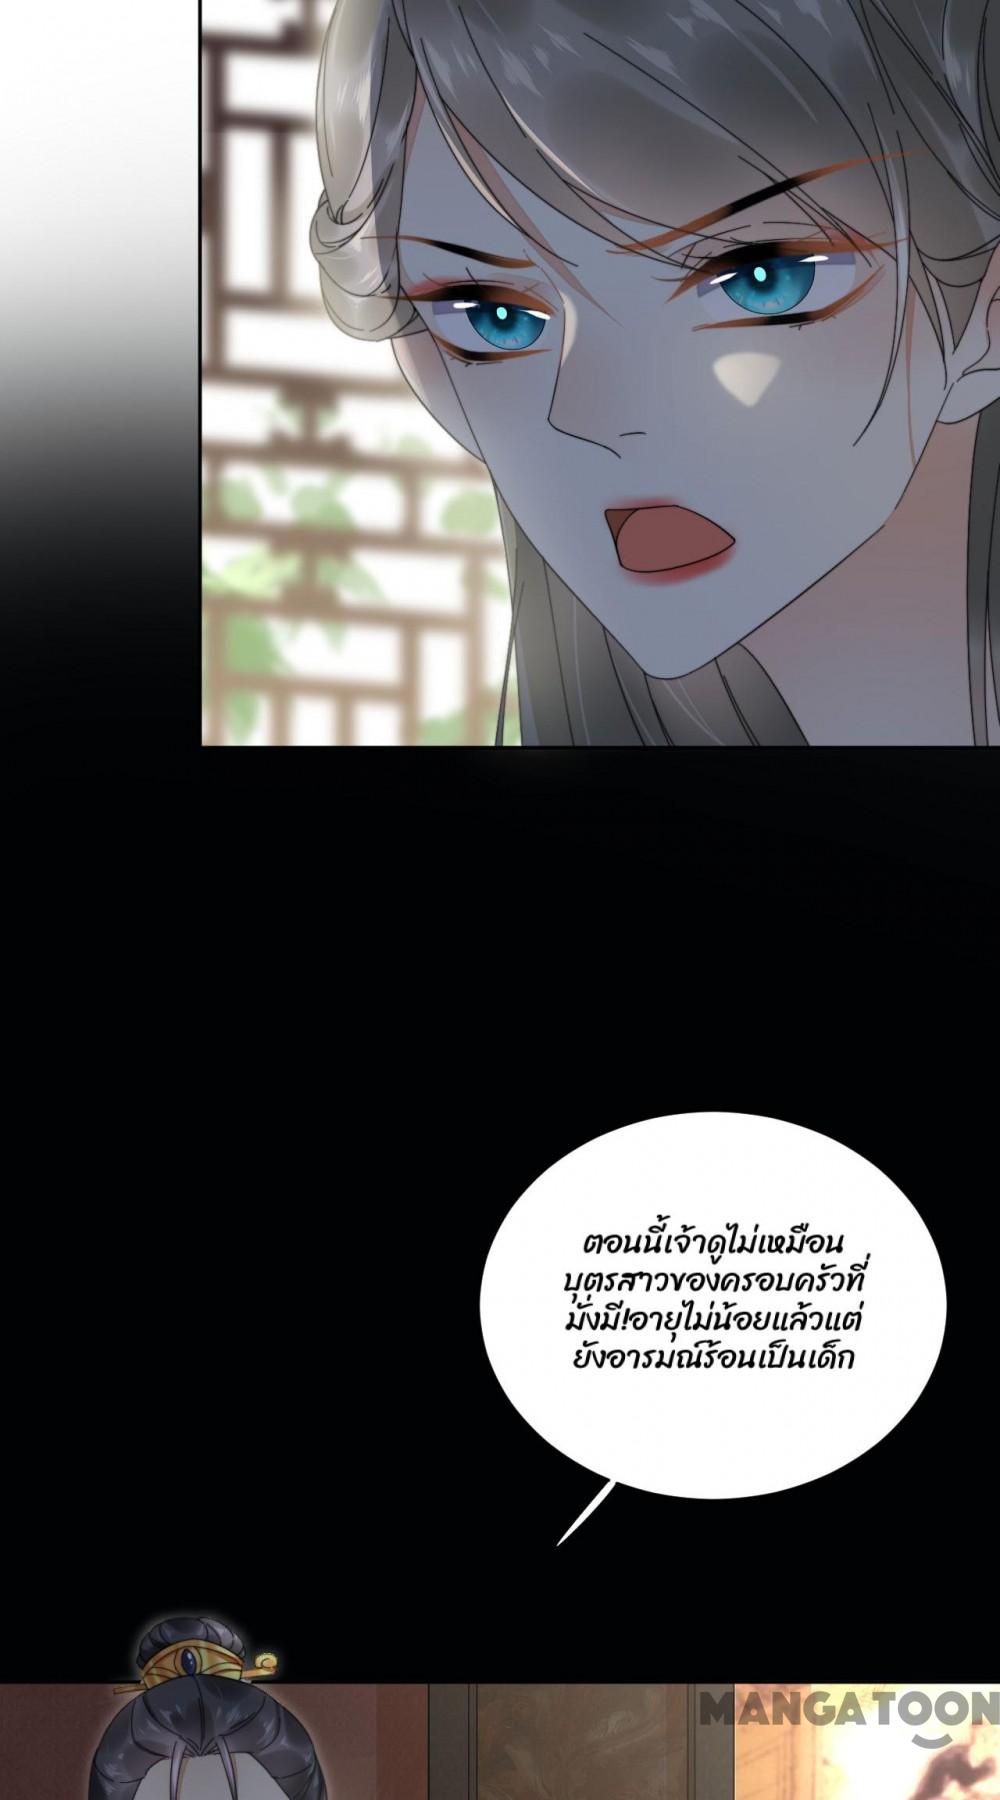 ตอนนี้เจ้าดูไม่เหมือน
บุตรสาวของครอบครัวที่
มั่งมี!อายุไม่น้อยแล้วแต่
ยังอารมณ์ร้อนเป็นเด็ก
MANGATOON